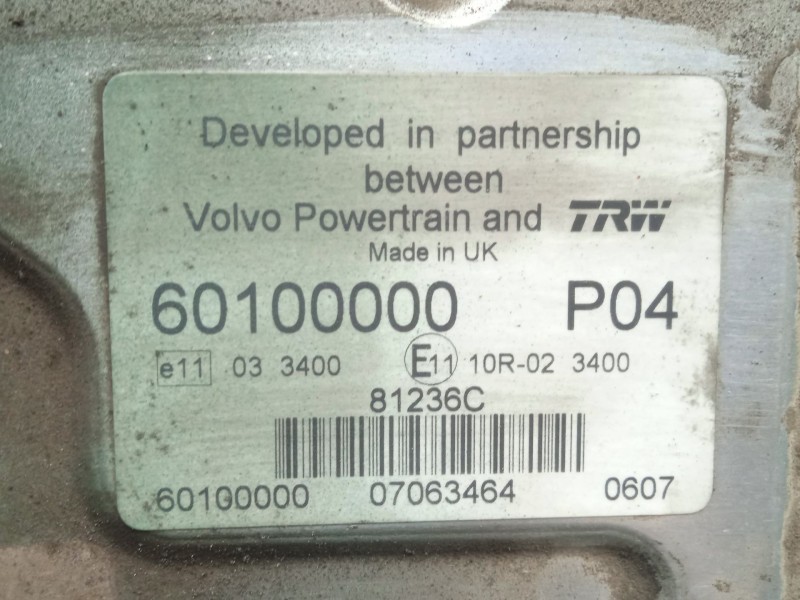 Developed in partnership
between
Volvo Powertrain and TRW
Made in UK
60100000 P04
e11 03 3400 E11 10R-02 3400
81236C
60100000 07063464 0607